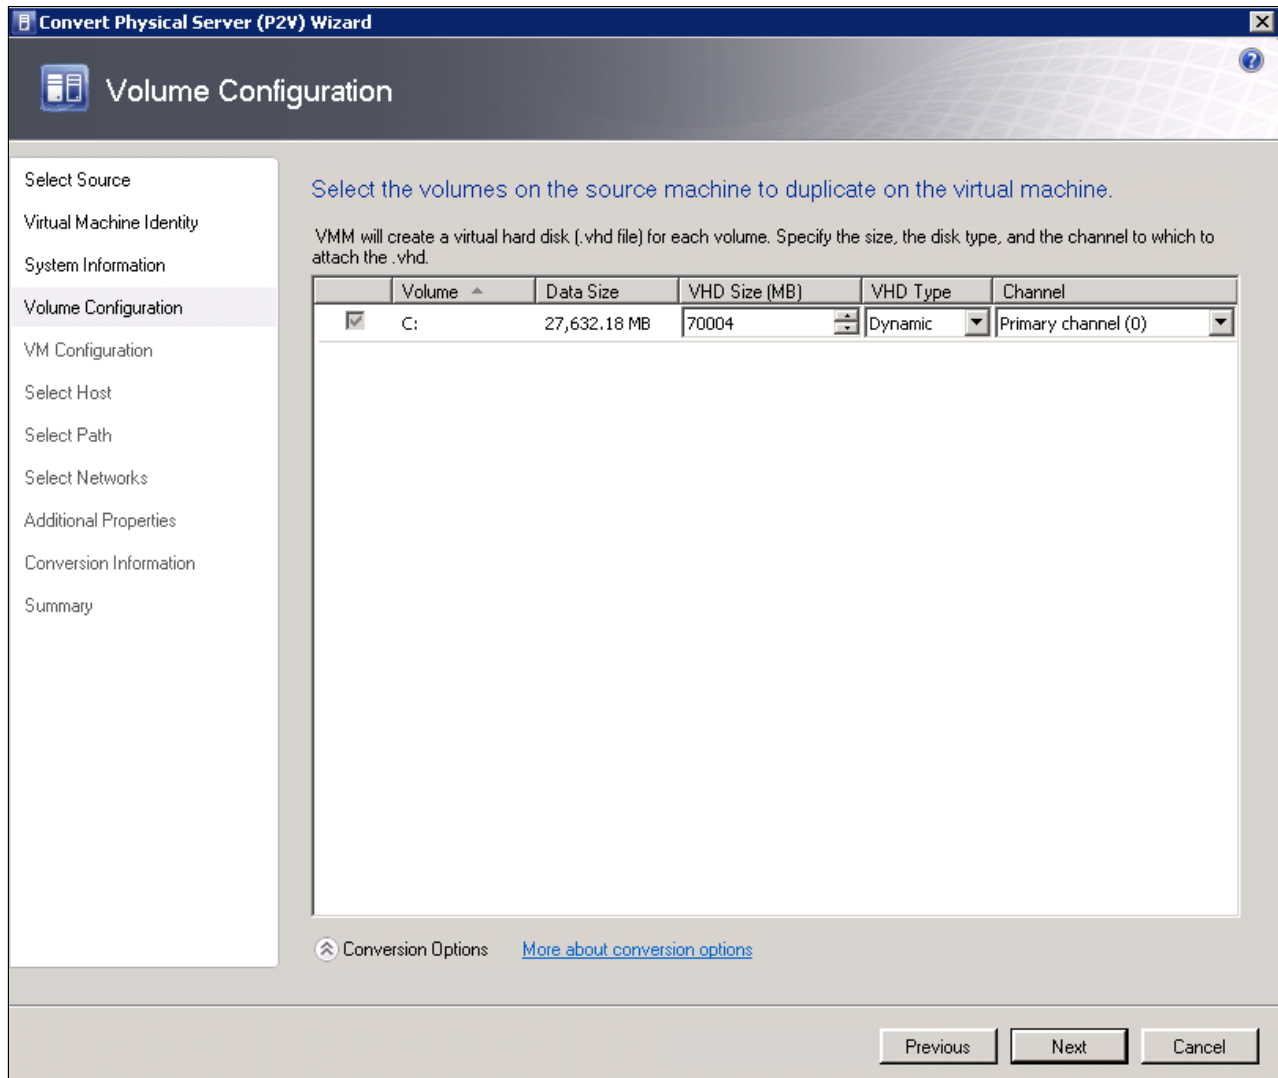 Convert Physical Server (P2V) Wizard
Volume Configuration
Select Source
Virtual Machine Identity
System Information
Volume Configuration
VM Configuration
Select Host
Select Path
Select Networks
Additional Properties
Conversion Information
Summary
Select the volumes on the source machine to duplicate on the virtual machine.
VMM will create a virtual hard disk (.vhd file) for each volume. Specify the size, the disk type, and the channel to which to
attach the .vhd.
Volume Data Size VHD Size (MB) VHD Type Channel
C: 27,632.18 MB 70004 Dynamic Primary channel (0)
Conversion Options More about conversion options
Previous Next Cancel